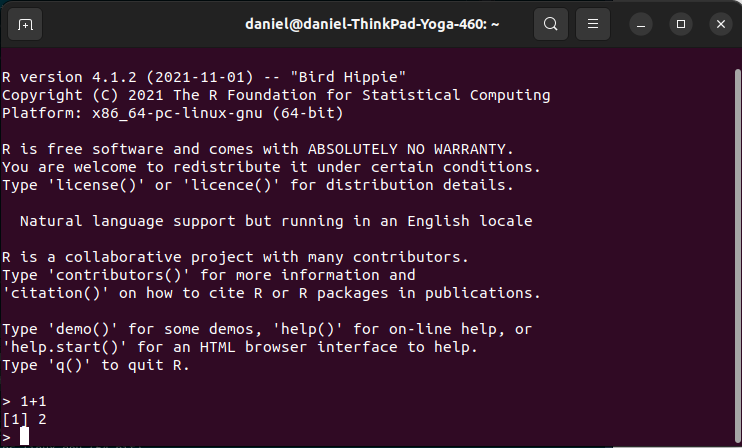 daniel@daniel-ThinkPad-Yoga-460: ~
R version 4.1.2 (2021-11-01) -- "Bird Hippie"
Copyright (C) 2021 The R Foundation for Statistical Computing
Platform: x86_64-pc-linux-gnu (64-bit)
R is free software and comes with ABSOLUTELY NO WARRANTY.
You are welcome to redistribute it under certain conditions.
Type 'license()' or 'licence()' for distribution details.
Natural language support but running in an English locale
R is a collaborative project with many contributors.
Type 'contributors()' for more information and
'citation()' on how to cite R or R packages in publications.
Type 'demo()' for some demos, 'help()' for on-line help, or
'help.start()' for an HTML browser interface to help.
Type 'q()' to quit R.
> 1+1
[1] 2
>